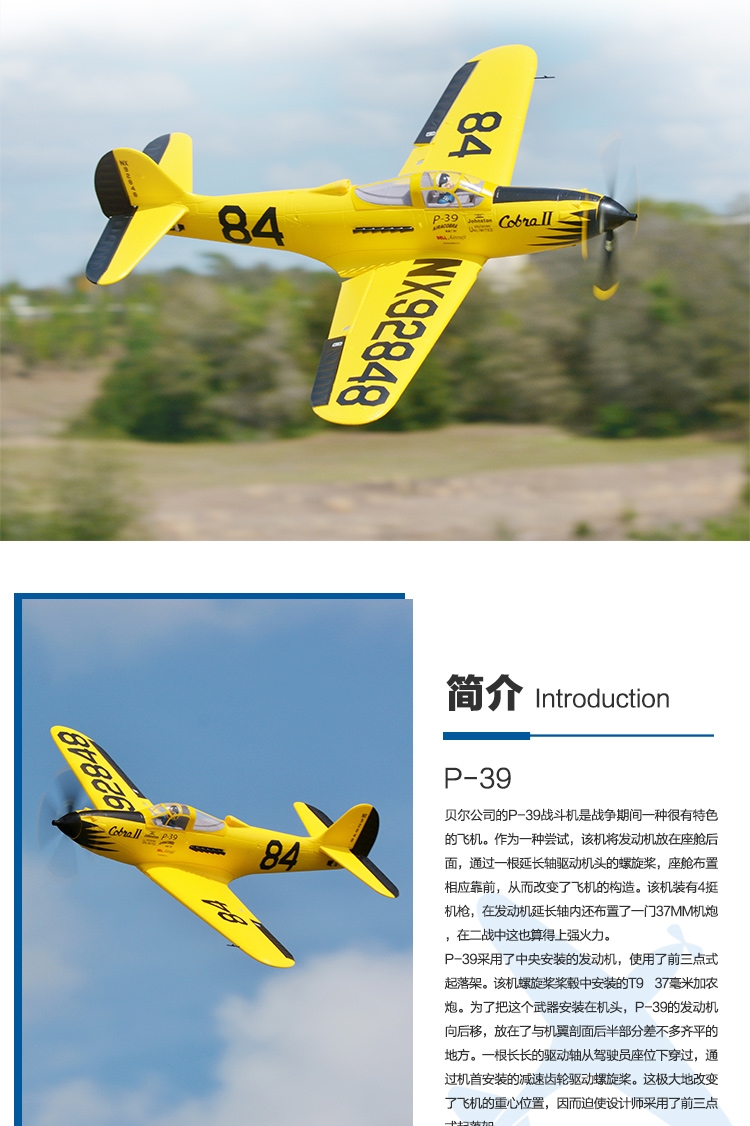 84
NX
92848
84
P-39
AIRACOBRA
Johnston
UNLIMITED
Bell Aircraft
Cobra II
NX92848
简介 Introduction
92848
Cobra II
P-39
84
84
P-39
贝尔公司的P-39战斗机是战争期间一种很有特色
的飞机。作为一种尝试，该机将发动机放在座舱后
面，通过一根延长轴驱动机头的螺旋桨，座舱布置
相应靠前，从而改变了飞机的构造。该机装有4挺
机枪，在发动机延长轴内还布置了一门37MM机炮
，在二战中这也算得上强火力。
P-39采用了中央安装的发动机，使用了前三点式
起落架。该机螺旋桨桨毂中安装的T9 37毫米加农
炮。为了把这个武器安装在机头，P-39的发动机
向后移，放在了与机翼剖面后半部分差不多齐平的
地方。一根长长的驱动轴从驾驶员座位下穿过，通
过机首安装的减速齿轮驱动螺旋桨。这极大地改变
了飞机的重心位置，因而迫使设计师采用了前三点
式起落架